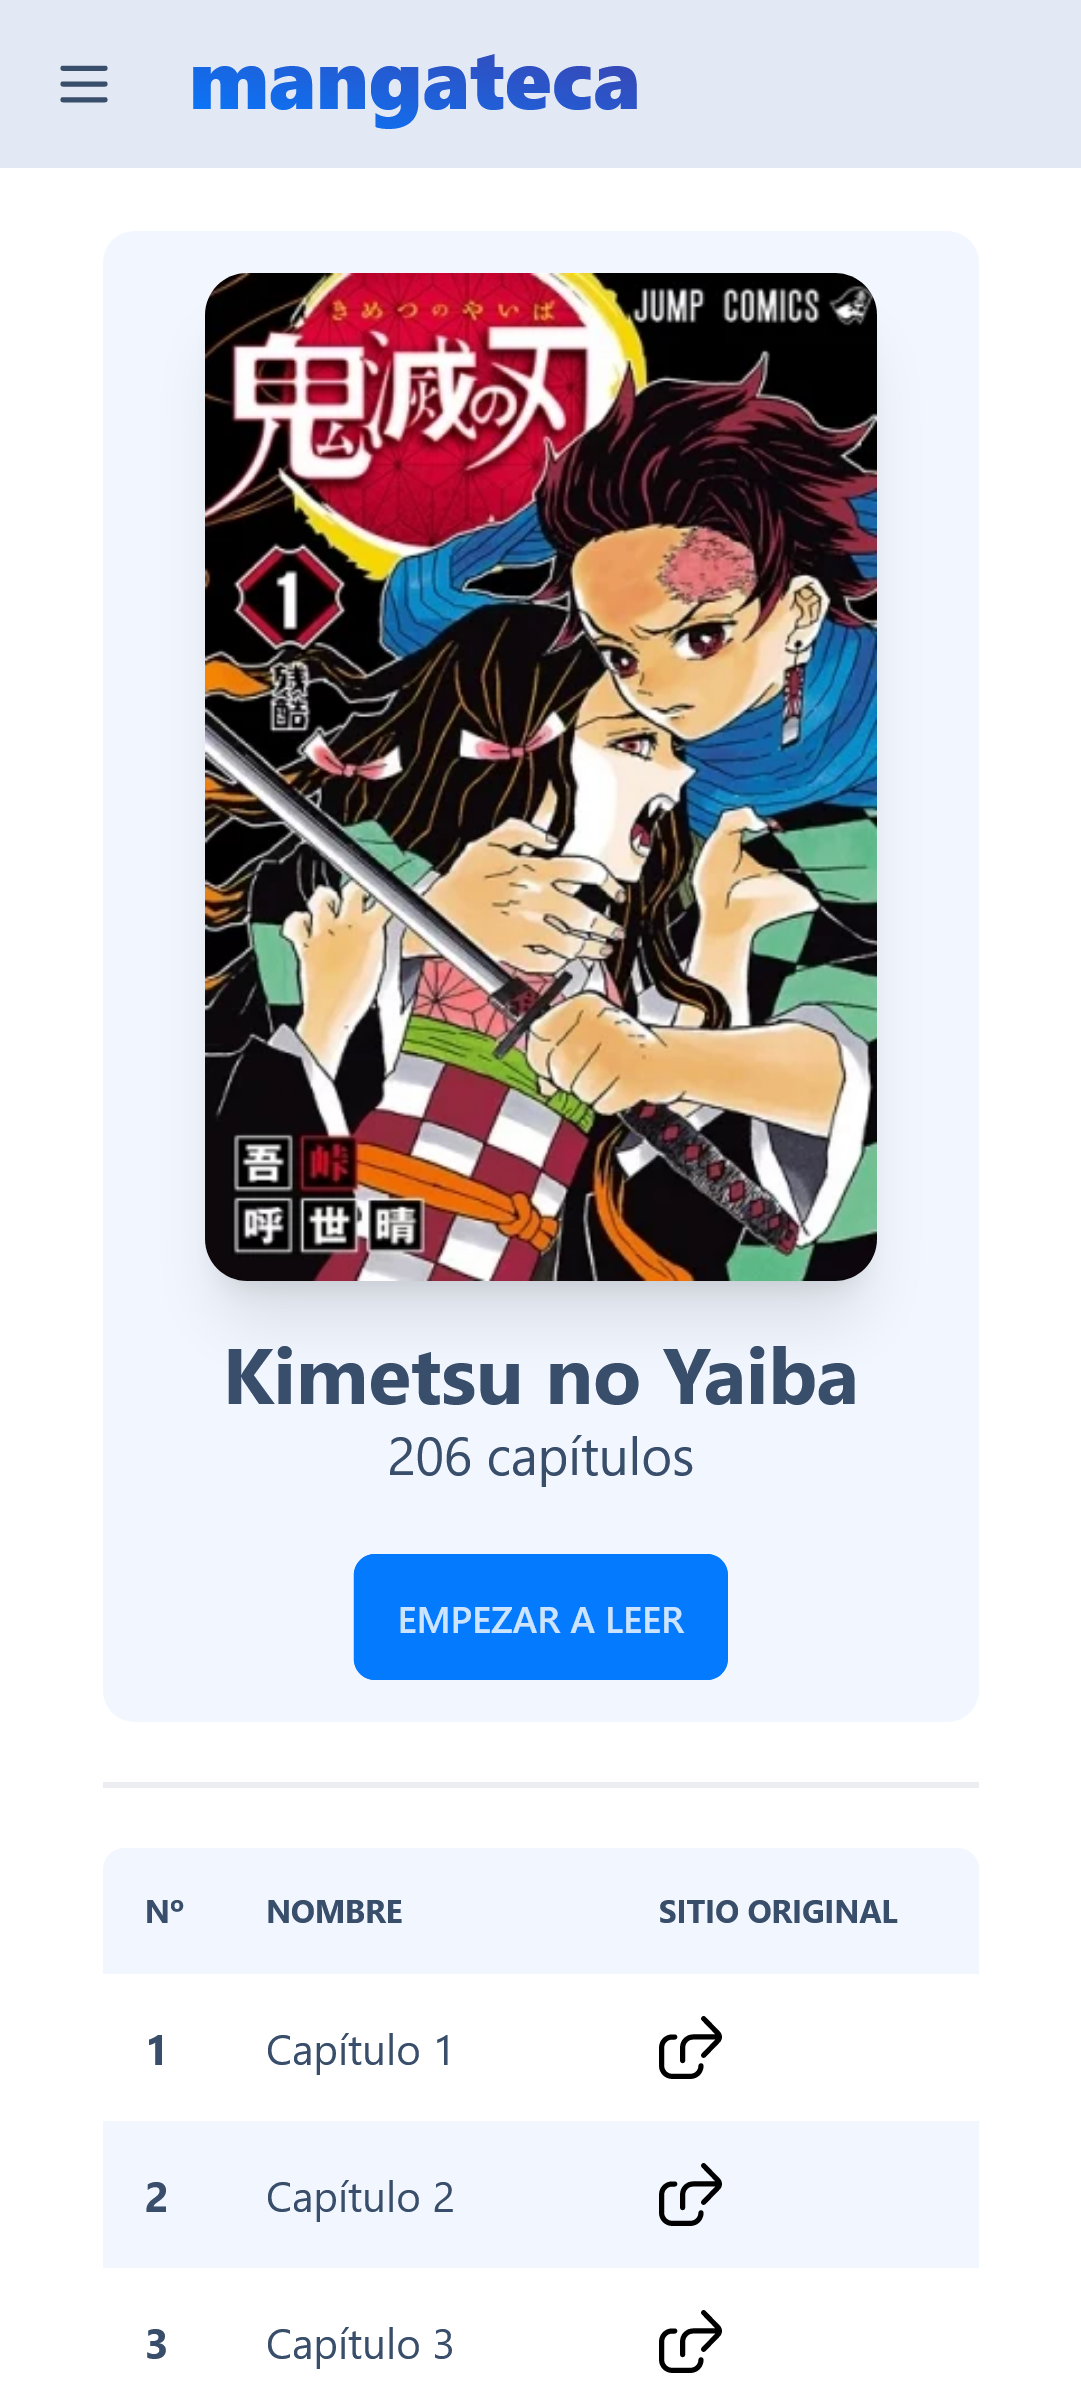 mangateca
きめつのやいば
JUMP COMICS
鬼滅の刃
1
残酷
吾峠
呼世晴
Kimetsu no Yaiba
206 capítulos
EMPEZAR A LEER
Nº NOMBRE SITIO ORIGINAL
1 Capítulo 1
2 Capítulo 2
3 Capítulo 3